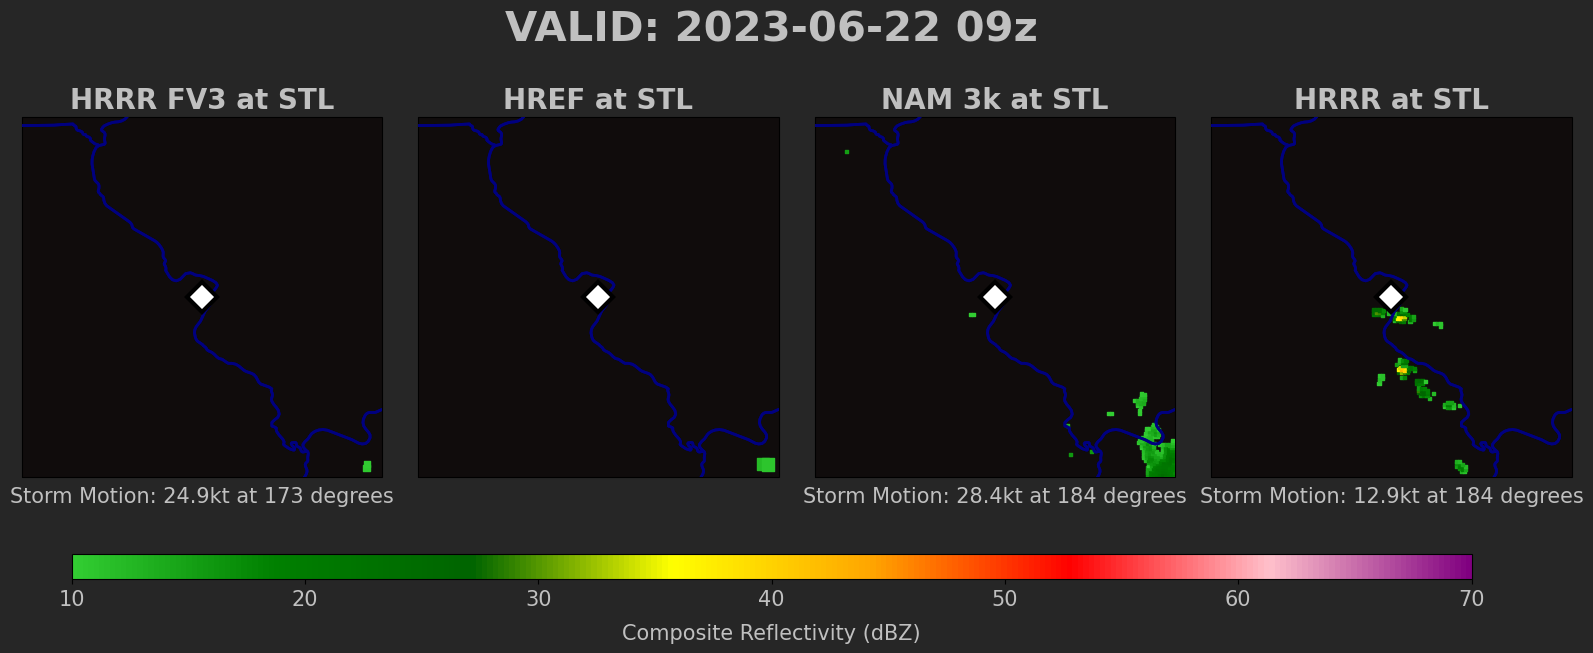 VALID: 2023-06-22 09z
HRRR FV3 at STL
HREF at STL
NAM 3k at STL
HRRR at STL
Storm Motion: 24.9kt at 173 degrees
Storm Motion: 28.4kt at 184 degrees
Storm Motion: 12.9kt at 184 degrees
10 20 30 40 50 60 70
Composite Reflectivity (dBZ)